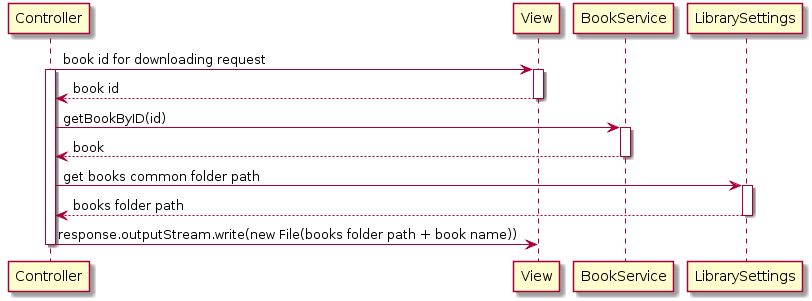 Controller
View
BookService
LibrarySettings
book id for downloading request
book id
getBookByID(id)
book
get books common folder path
books folder path
response.outputStream.write(new File(books folder path + book name))
Controller
View
BookService
LibrarySettings